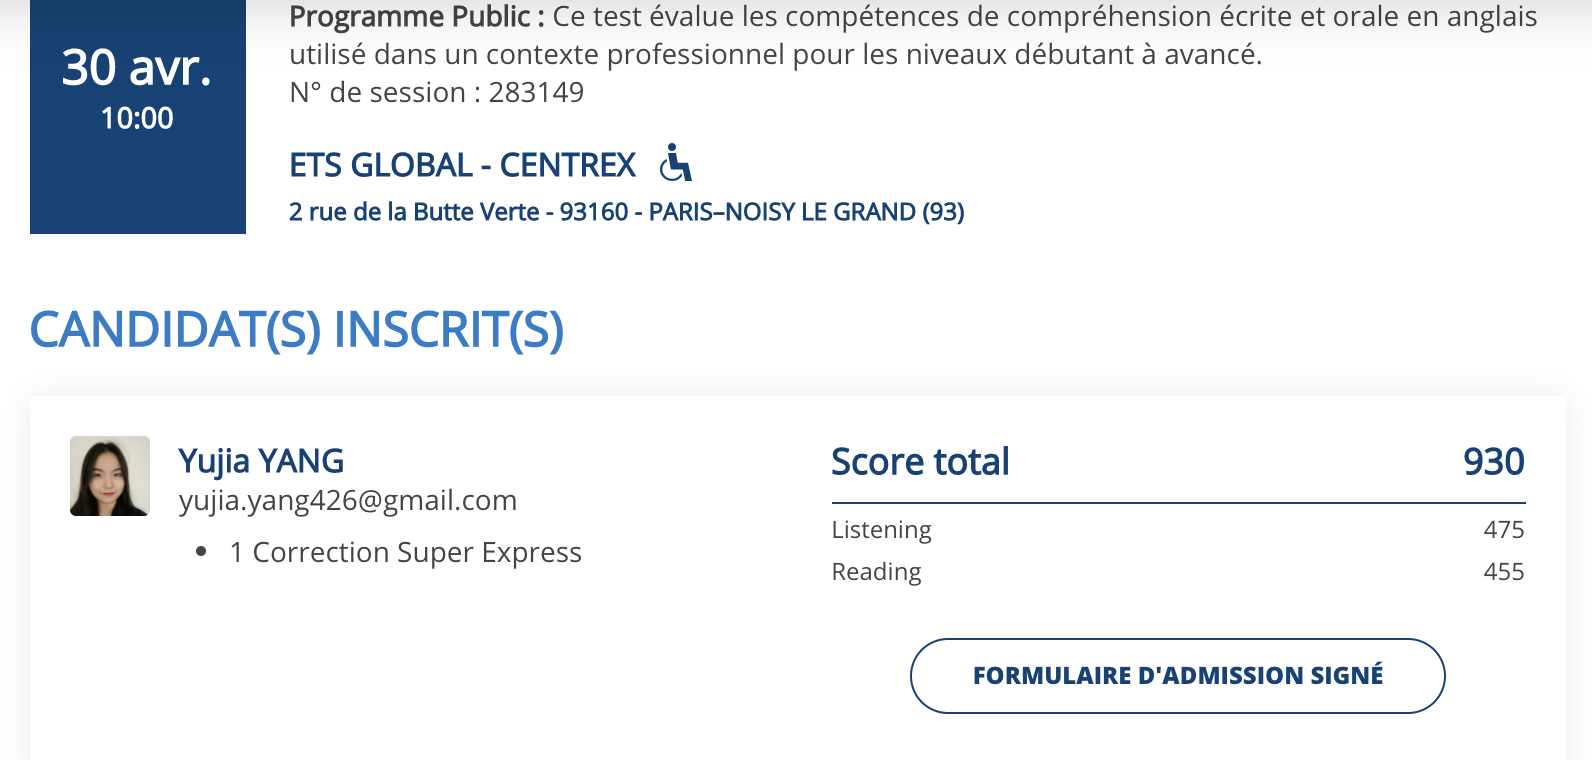 Programme Public : Ce test évalue les compétences de compréhension écrite et orale en anglais
utilisé dans un contexte professionnel pour les niveaux débutant à avancé.
N° de session : 283149
30 avr.
10:00
ETS GLOBAL - CENTREX
2 rue de la Butte Verte - 93160 - PARIS–NOISY LE GRAND (93)
CANDIDAT(S) INSCRIT(S)
Yujia YANG
yujia.yang426@gmail.com
• 1 Correction Super Express
Score total 930
Listening 475
Reading 455
FORMULAIRE D'ADMISSION SIGNÉ